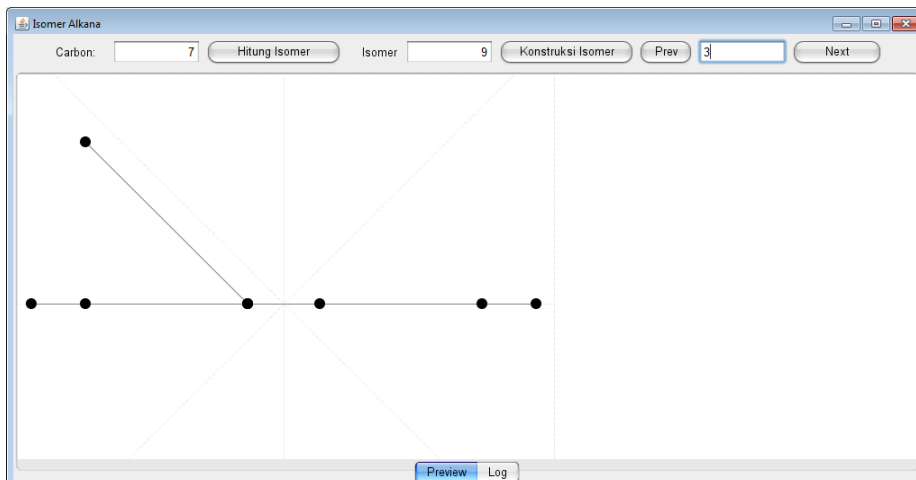 Isomer Alkana
Carbon: 7 Hitung Isomer Isomer 9 Konstruksi Isomer Prev 3 Next
Preview Log